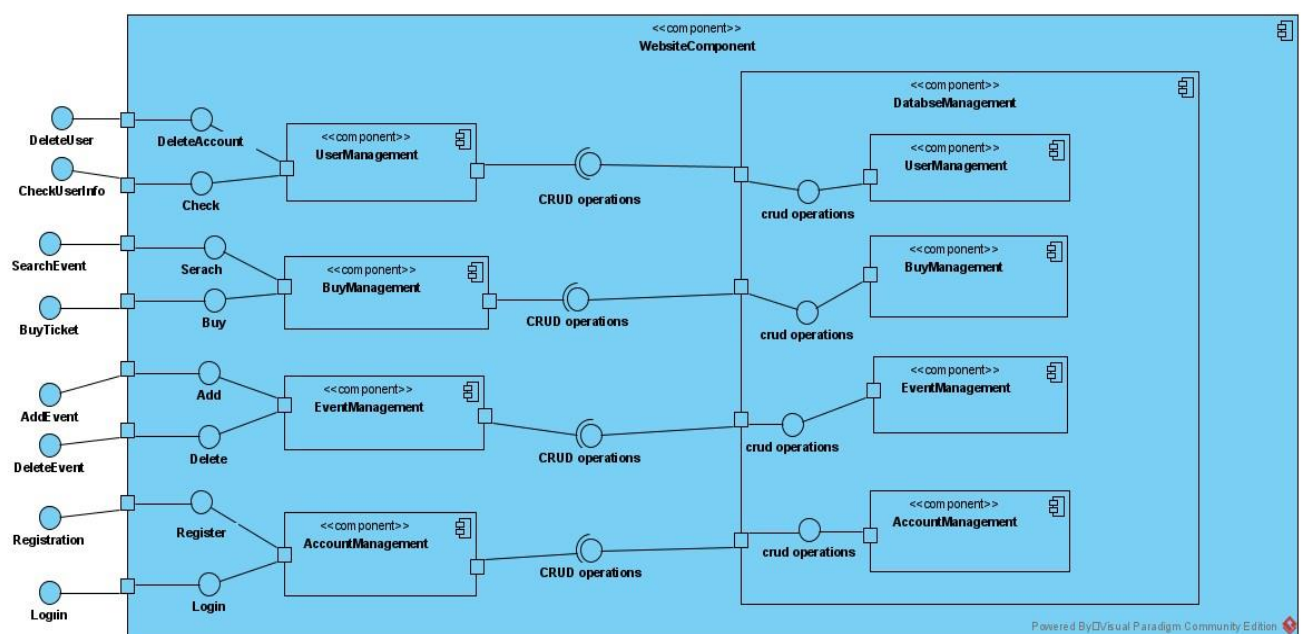 <<component>>
WebsiteComponent
<<component>>
DatabseManagement
DeleteUser
DeleteAccount
<<component>>
UserManagement
<<component>>
UserManagement
CheckUserInfo
Check
CRUD operations
crud operations
SearchEvent
Serach
<<component>>
BuyManagement
<<component>>
BuyManagement
BuyTicket
Buy
CRUD operations
crud operations
AddEvent
Add
<<component>>
EventManagement
<<component>>
EventManagement
DeleteEvent
Delete
CRUD operations
crud operations
Registration
Register
<<component>>
AccountManagement
<<component>>
AccountManagement
Logiin
Login
CRUD operations
crud operations
Powered By□Visual Paradigm Community Edition